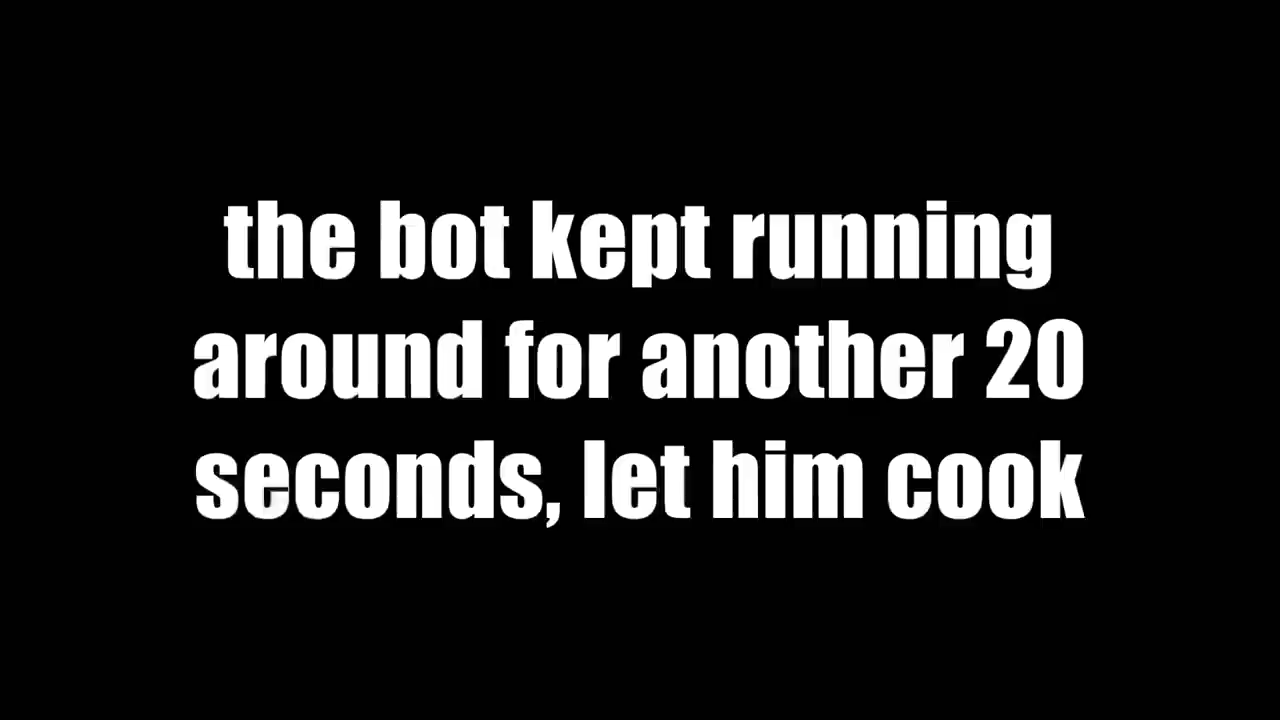 the bot kept running
around for another 20
seconds, let him cook